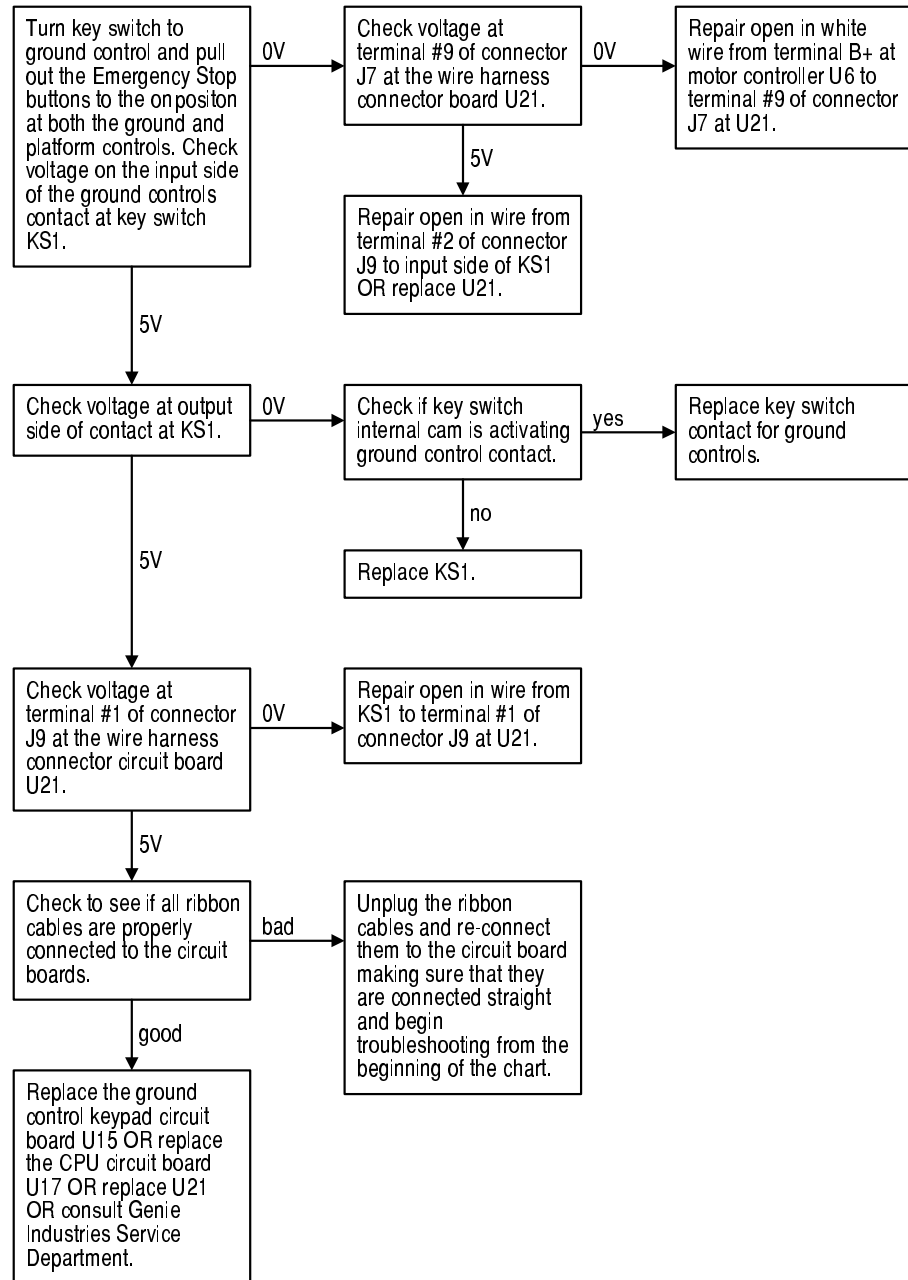 Turn key switch to
ground control and pull
out the Emergency Stop
buttons to the on positon
at both the ground and
platform controls. Check
voltage on the input side
of the ground controls
contact at key switch
KS1.
0V
Check voltage at
terminal #9 of connector
J7 at the wire harness
connector board U21.
0V
Repair open in white
wire from terminal B+ at
motor controller U6 to
terminal #9 of connector
J7 at U21.
5V
Repair open in wire from
terminal #2 of connector
J9 to input side of KS1
OR replace U21.
5V
Check voltage at output
side of contact at KS1.
0V
Check if key switch
internal cam is activating
ground control contact.
yes
Replace key switch
contact for ground
controls.
no
Replace KS1.
5V
Check voltage at
terminal #1 of connector
J9 at the wire harness
connector circuit board
U21.
0V
Repair open in wire from
KS1 to terminal #1 of
connector J9 at U21.
5V
Check to see if all ribbon
cables are properly
connected to the circuit
boards.
bad
Unplug the ribbon
cables and re-connect
them to the circuit board
making sure that they
are connected straight
and begin
troubleshooting from the
beginning of the chart.
good
Replace the ground
control keypad circuit
board U15 OR replace
the CPU circuit board
U17 OR replace U21
OR consult Genie
Industries Service
Department.